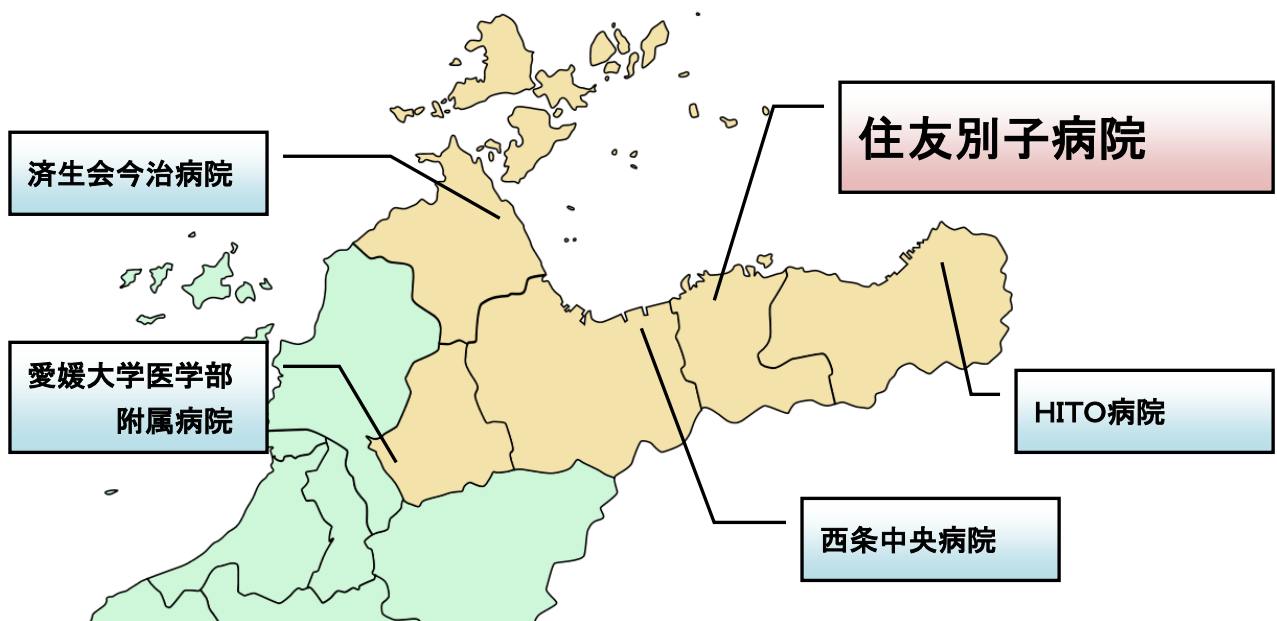 住友別子病院
済生会今治病院
愛媛大学医学部
附属病院
HITO病院
西条中央病院